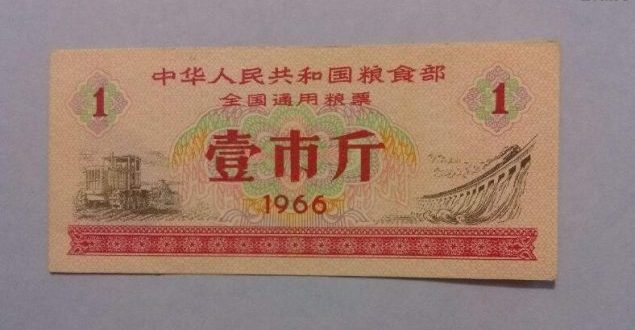 中华人民共和国粮食部
全国通用粮票
1
1
壹市斤
1966